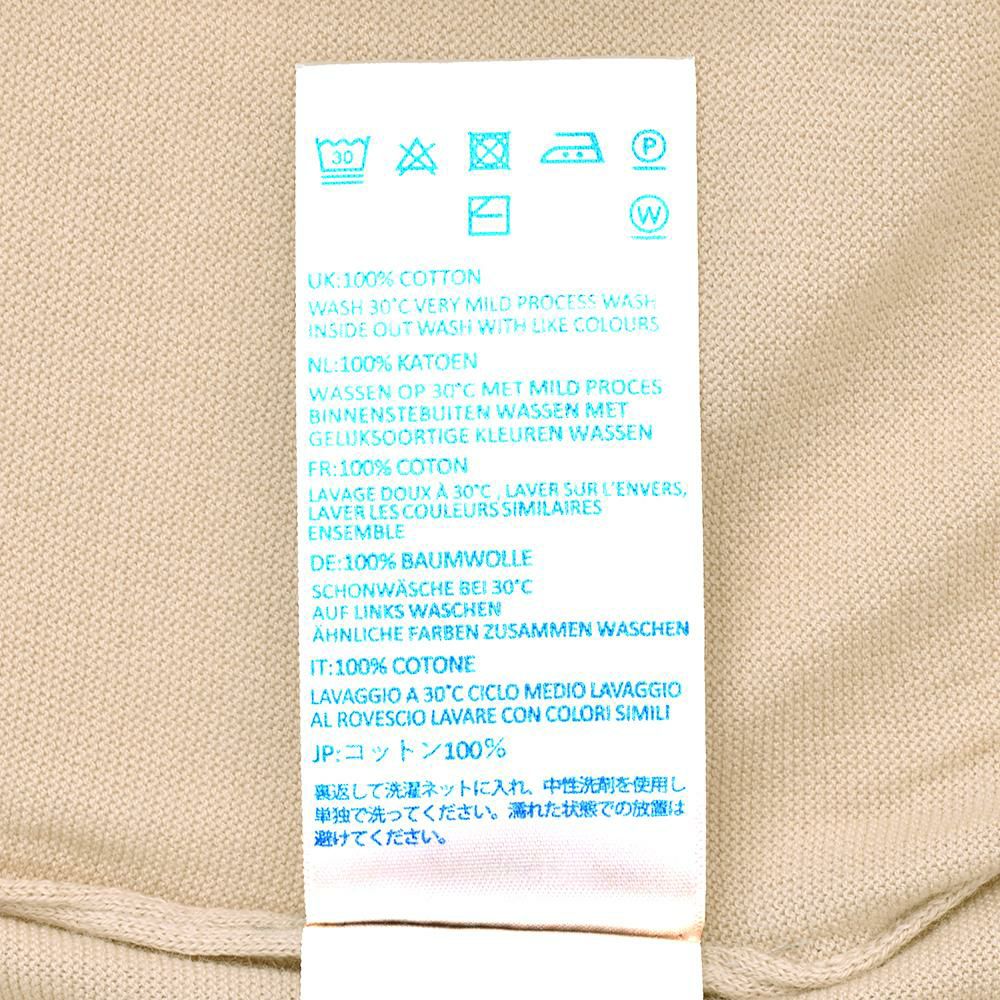 30
P
W
UK:100% COTTON
WASH 30°C VERY MILD PROCESS WASH
INSIDE OUT WASH WITH LIKE COLOURS
NL:100% KATOEN
WASSEN OP 30°C MET MILD PROCES
BINNENSTEBUITEN WASSEN MET
GELIJKSOORTIGE KLEUREN WASSEN
FR:100% COTON
LAVAGE DOUX À 30°C , LAVER SUR L'ENVERS,
LAVER LES COULEURS SIMILAIRES
ENSEMBLE
DE:100% BAUMWOLLE
SCHONWÄSCHE BEI 30°C
AUF LINKS WASCHEN
ÄHNLICHE FARBEN ZUSAMMEN WASCHEN
IT:100% COTONE
LAVAGGIO A 30°C CICLO MEDIO LAVAGGIO
AL ROVESCIO LAVARE CON COLORI SIMILI
JP:コットン100%
裏返して洗濯ネットに入れ、中性洗剤を使用し
単独で洗ってください。濡れた状態での放置は
避けてください。